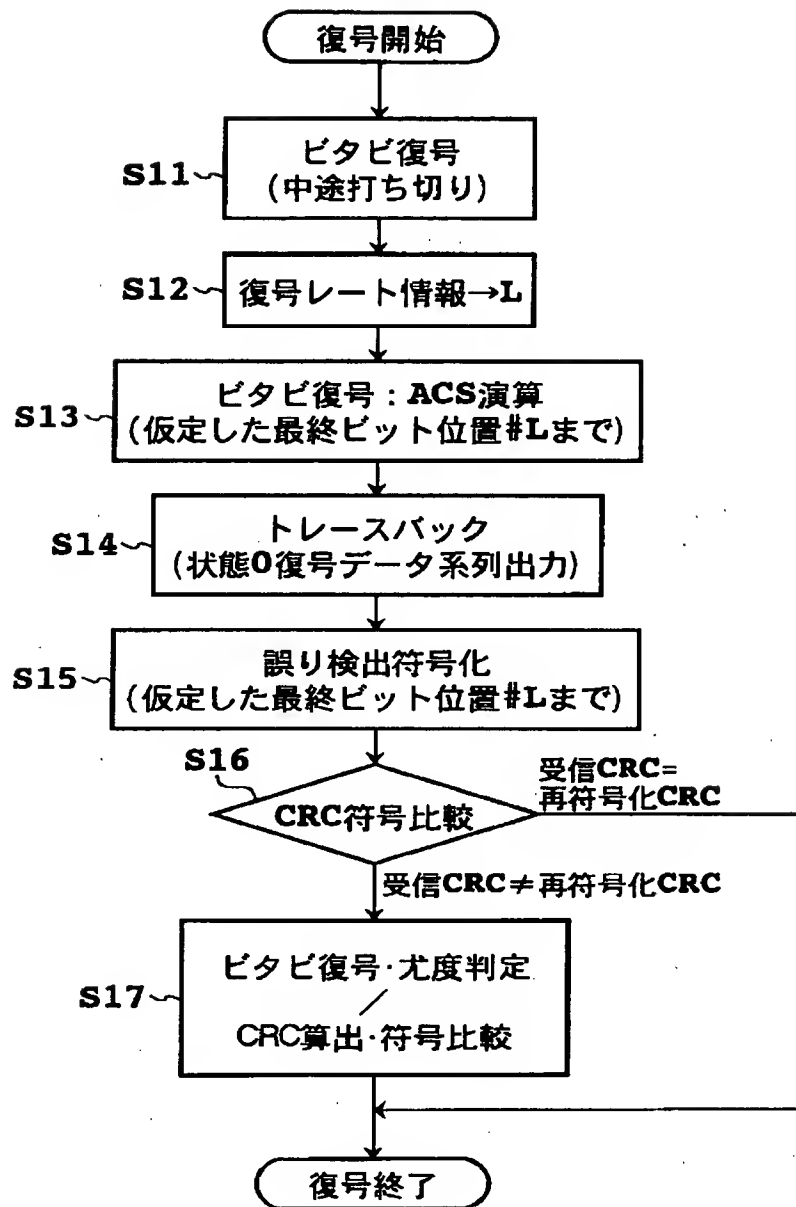 復号開始
S11
ビタビ復号
(中途打ち切り)
S12
復号レート情報→L
S13
ビタビ復号：ACS演算
(仮定した最終ビット位置#Lまで)
S14
トレースバック
(状態0復号データ系列出力)
S15
誤り検出符号化
(仮定した最終ビット位置#Lまで)
S16
CRC符号比較
受信CRC=
再符号化CRC
受信CRC≠再符号化CRC
S17
ビタビ復号·尤度判定
/
CRC算出·符号比較
復号終了